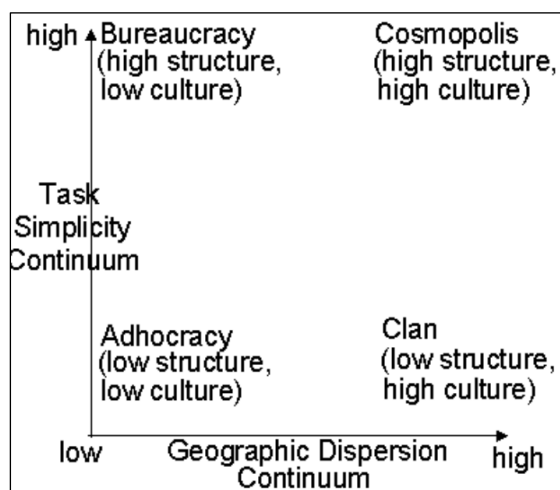 high
Bureaucracy
(high structure,
low culture)
Cosmopolis
(high structure,
high culture)
Task
Simplicity
Continuum
Adhocracy
(low structure,
low culture)
Clan
(low structure,
high culture)
low
Geographic Dispersion
Continuum
high